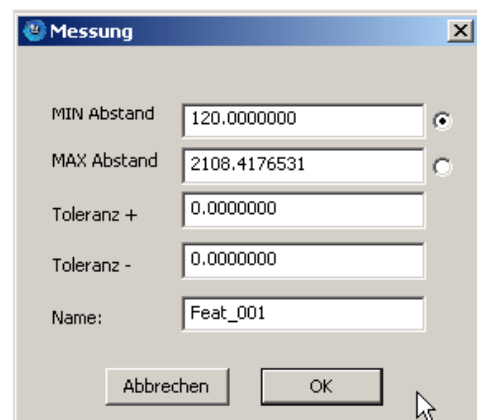 Messung
MIN Abstand 120.0000000
MAX Abstand 2108.4176531
Toleranz + 0.0000000
Toleranz - 0.0000000
Name: Feat_001
Abbrechen OK